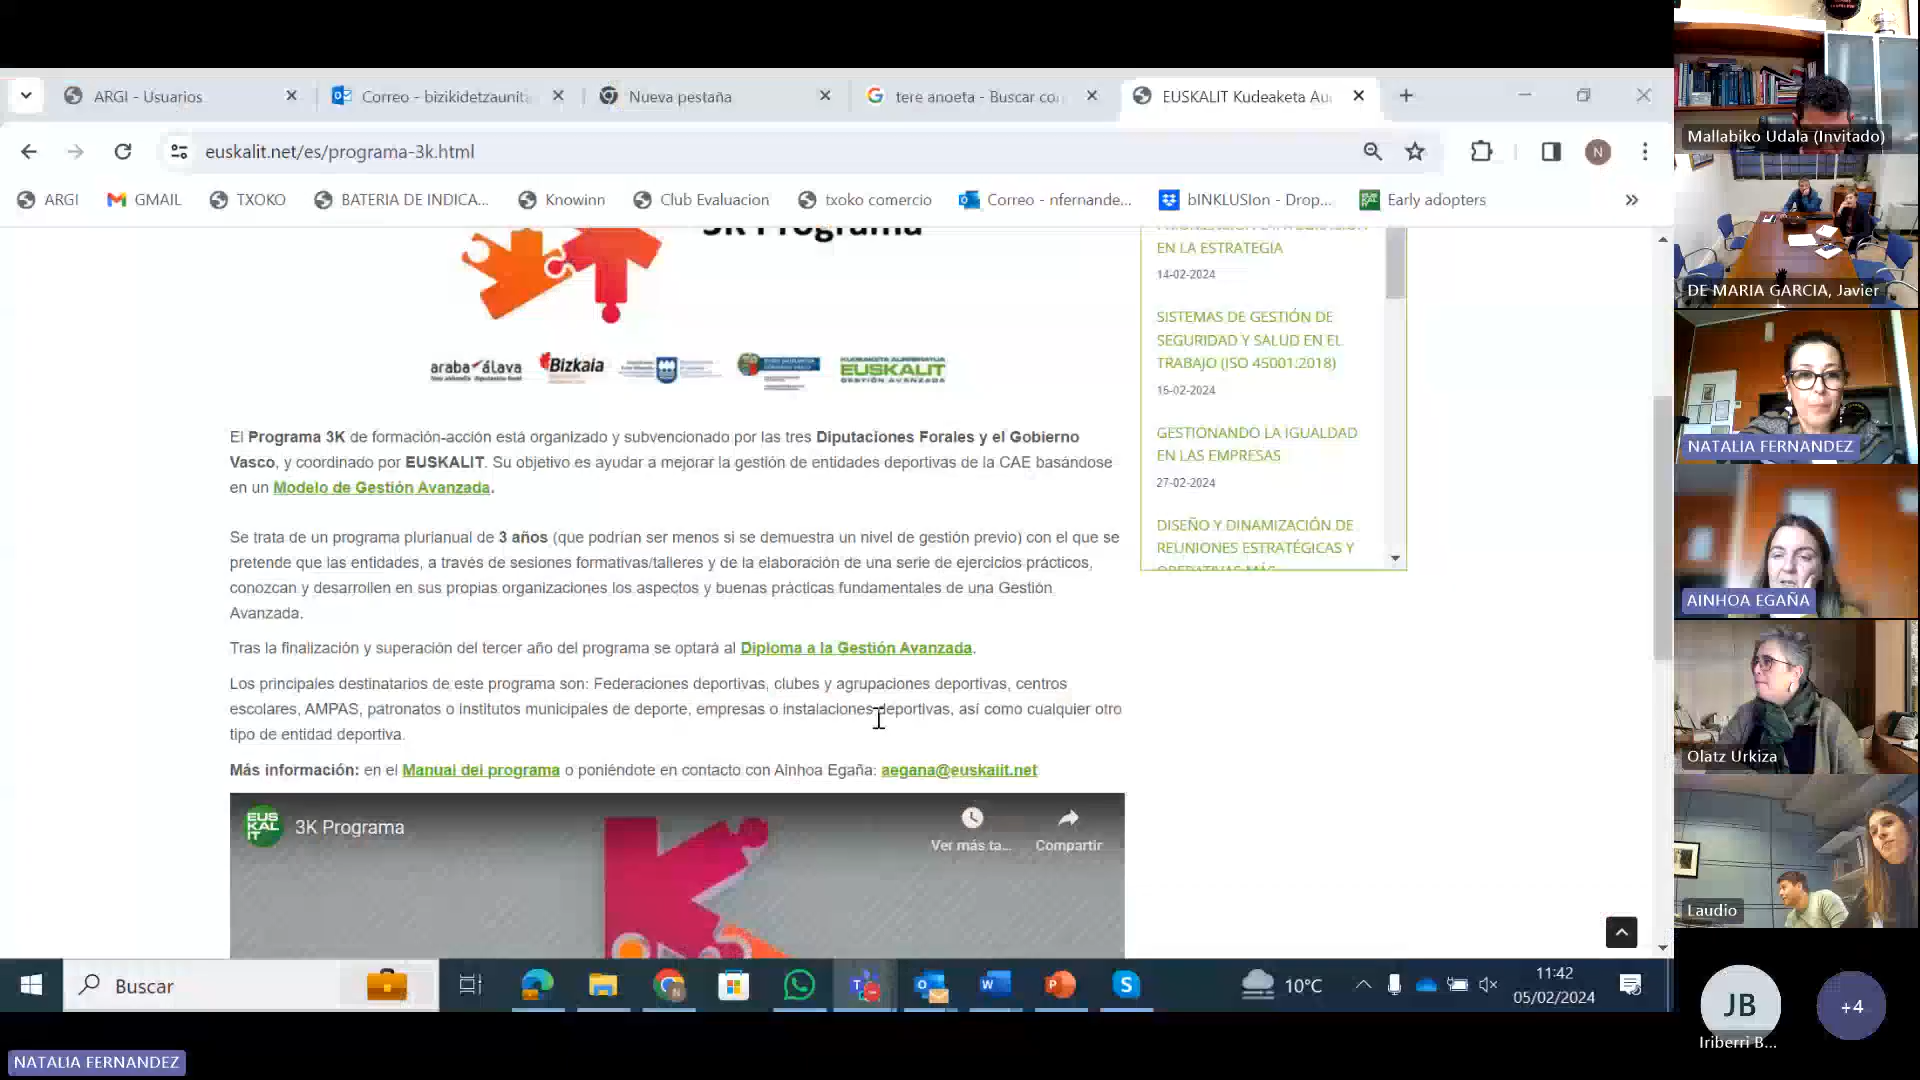 ARGI - Usuarios
Correo - bizikidetzaunita
Nueva pestaña
tere anoeta - Buscar co
EUSKALIT Kudeaketa Au
euskalit.net/es/programa-3k.html
N
ARGI
GMAIL
TXOKO
BATERIA DE INDICA...
Knowinn
Club Evaluacion
txoko comercio
Correo - nfernande...
bINKLUSIon - Drop...
Early adopters
3K Programa
araba álava
Bizkaia
KUDEAKETA AURRERATUA
EUSKALIT
GESTIÓN AVANZADA
El Programa 3K de formación-acción está organizado y subvencionado por las tres Diputaciones Forales y el Gobierno
Vasco, y coordinado por EUSKALIT. Su objetivo es ayudar a mejorar la gestión de entidades deportivas de la CAE basándose
en un Modelo de Gestión Avanzada.
Se trata de un programa plurianual de 3 años (que podrían ser menos si se demuestra un nivel de gestión previo) con el que se
pretende que las entidades, a través de sesiones formativas/talleres y de la elaboración de una serie de ejercicios prácticos,
conozcan y desarrollen en sus propias organizaciones los aspectos y buenas prácticas fundamentales de una Gestión
Avanzada.
Tras la finalización y superación del tercer año del programa se optará al Diploma a la Gestión Avanzada.
Los principales destinatarios de este programa son: Federaciones deportivas, clubes y agrupaciones deportivas, centros
escolares, AMPAS, patronatos o institutos municipales de deporte, empresas o instalaciones deportivas, así como cualquier otro
tipo de entidad deportiva.
Más información: en el Manual del programa o poniéndote en contacto con Ainhoa Egaña: aegana@euskalit.net
EUS
KAL
IT
3K Programa
Ver más ta...
Compartir
EN LA ESTRATEGIA
14-02-2024
SISTEMAS DE GESTIÓN DE
SEGURIDAD Y SALUD EN EL
TRABAJO (ISO 45001:2018)
15-02-2024
GESTIONANDO LA IGUALDAD
EN LAS EMPRESAS
27-02-2024
DISEÑO Y DINAMIZACIÓN DE
REUNIONES ESTRATÉGICAS Y
OPERATIVAS MÁS
Buscar
10°C
11:42
05/02/2024
NATALIA FERNANDEZ
Mallabiko Udala (Invitado)
DE MARIA GARCIA, Javier
NATALIA FERNANDEZ
AINHOA EGAÑA
Olatz Urkiza
Laudio
JB
Iriberri B...
+4